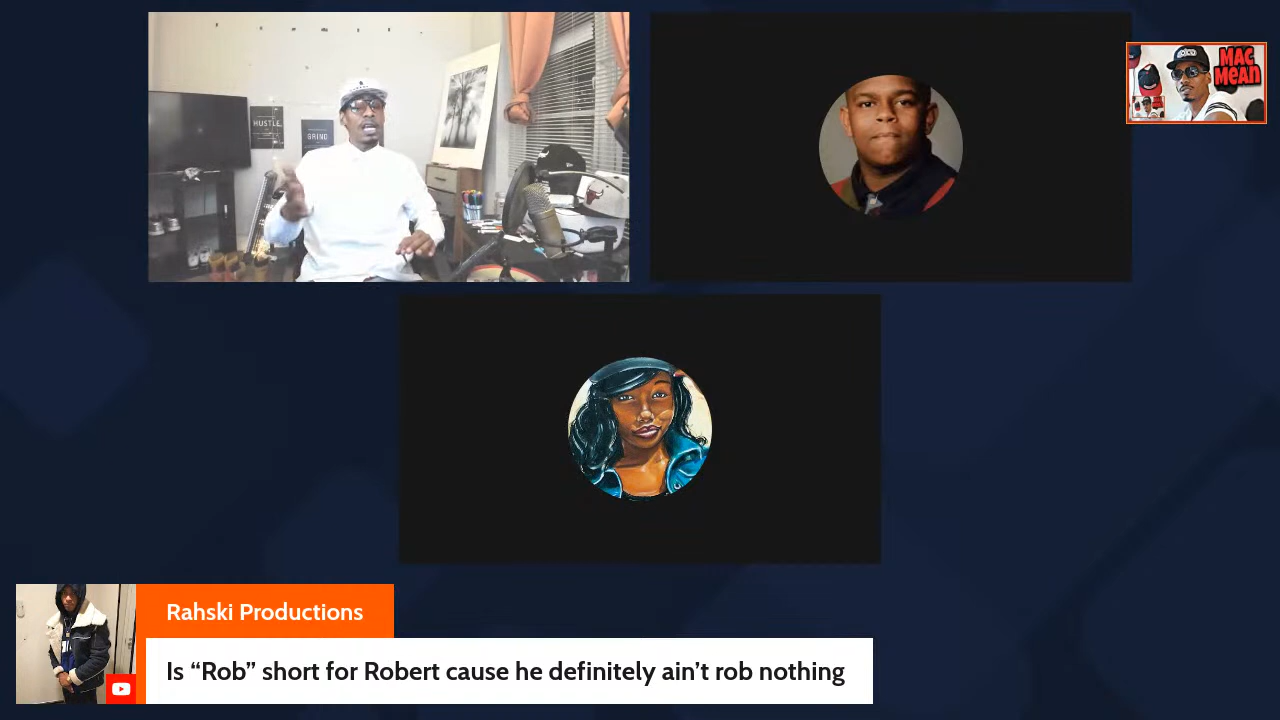 HUSTLE
GRIND
MAC
MEAN
Rahski Productions
Is “Rob” short for Robert cause he definitely ain’t rob nothing